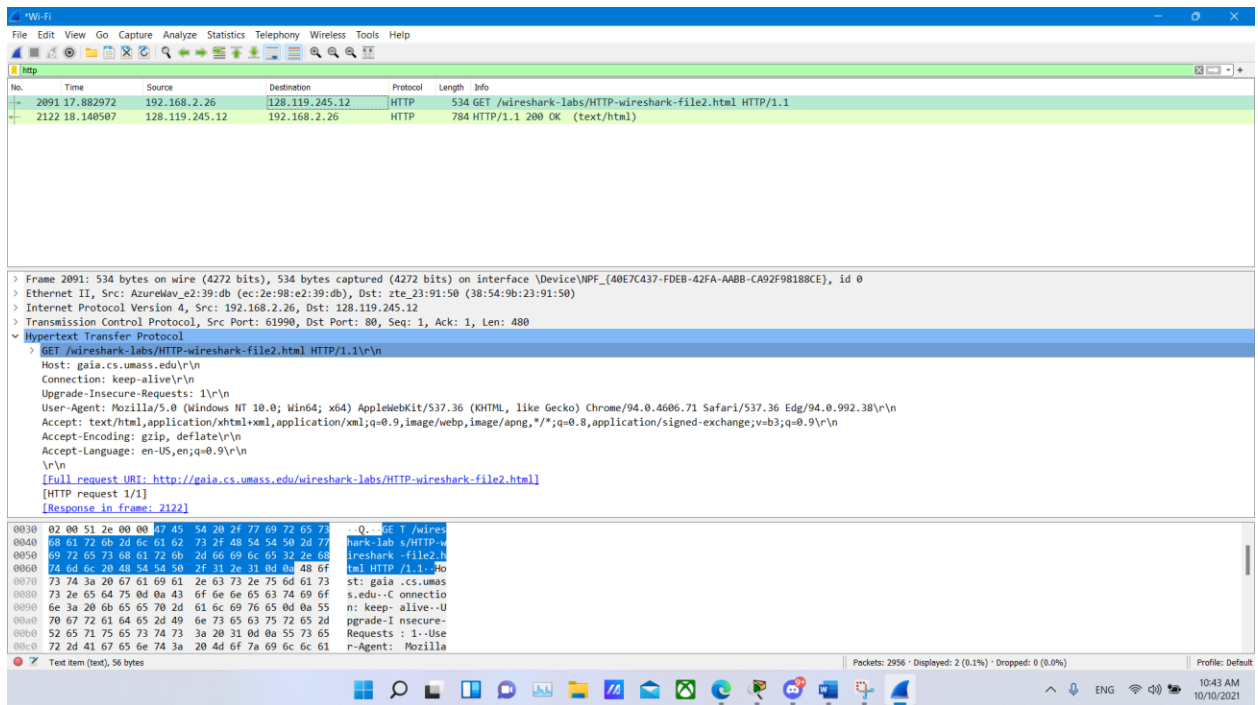 *Wi-Fi
File Edit View Go Capture Analyze Statistics Telephony Wireless Tools Help
http
No. Time Source Destination Protocol Length Info
2091 17.882972 192.168.2.26 128.119.245.12 HTTP 534 GET /wireshark-labs/HTTP-wireshark-file2.html HTTP/1.1
2122 18.140507 128.119.245.12 192.168.2.26 HTTP 784 HTTP/1.1 200 OK (text/html)
> Frame 2091: 534 bytes on wire (4272 bits), 534 bytes captured (4272 bits) on interface \Device\NPF_{40E7C437-FDEB-42FA-AABB-CA92F98188CE}, id 0
> Ethernet II, Src: AzureWav_e2:39:db (ec:2e:98:e2:39:db), Dst: zte_23:91:50 (38:54:9b:23:91:50)
> Internet Protocol Version 4, Src: 192.168.2.26, Dst: 128.119.245.12
> Transmission Control Protocol, Src Port: 61990, Dst Port: 80, Seq: 1, Ack: 1, Len: 480
Hypertext Transfer Protocol
> GET /wireshark-labs/HTTP-wireshark-file2.html HTTP/1.1\r\n
Host: gaia.cs.umass.edu\r\n
Connection: keep-alive\r\n
Upgrade-Insecure-Requests: 1\r\n
User-Agent: Mozilla/5.0 (Windows NT 10.0; Win64; x64) AppleWebKit/537.36 (KHTML, like Gecko) Chrome/94.0.4606.71 Safari/537.36 Edg/94.0.992.38\r\n
Accept: text/html,application/xhtml+xml,application/xml;q=0.9,image/webp,image/apng,*/*;q=0.8,application/signed-exchange;v=b3;q=0.9\r\n
Accept-Encoding: gzip, deflate\r\n
Accept-Language: en-US,en;q=0.9\r\n
\r\n
[Full request URI: http://gaia.cs.umass.edu/wireshark-labs/HTTP-wireshark-file2.html]
[HTTP request 1/1]
[Response in frame: 2122]
0030 02 00 51 2e 00 00 47 45 54 20 2f 77 69 72 65 73 ··Q.··GE T /wires
0040 68 61 72 6b 2d 6c 61 62 73 2f 48 54 54 50 2d 77 hark-lab s/HTTP-w
0050 69 72 65 73 68 61 72 6b 2d 66 69 6c 65 32 2e 68 ireshark -file2.h
0060 74 6d 6c 20 48 54 54 50 2f 31 2e 31 0d 0a 48 6f tml HTTP /1.1··Ho
0070 73 74 3a 20 67 61 69 61 2e 63 73 2e 75 6d 61 73 st: gaia .cs.umas
0080 73 2e 65 64 75 0d 0a 43 6f 6e 6e 65 63 74 69 6f s.edu··C onnectio
0090 6e 3a 20 6b 65 65 70 2d 61 6c 69 76 65 0d 0a 55 n: keep- alive··U
00a0 70 67 72 61 64 65 2d 49 6e 73 65 63 75 72 65 2d pgrade-I nsecure-
00b0 52 65 71 75 65 73 74 73 3a 20 31 0d 0a 55 73 65 Requests : 1··Use
00c0 72 2d 41 67 65 6e 74 3a 20 4d 6f 7a 69 6c 6c 61 r-Agent: Mozilla
Text item (text), 56 bytes Packets: 2956 · Displayed: 2 (0.1%) · Dropped: 0 (0.0%) Profile: Default
ENG 10:43 AM
10/10/2021